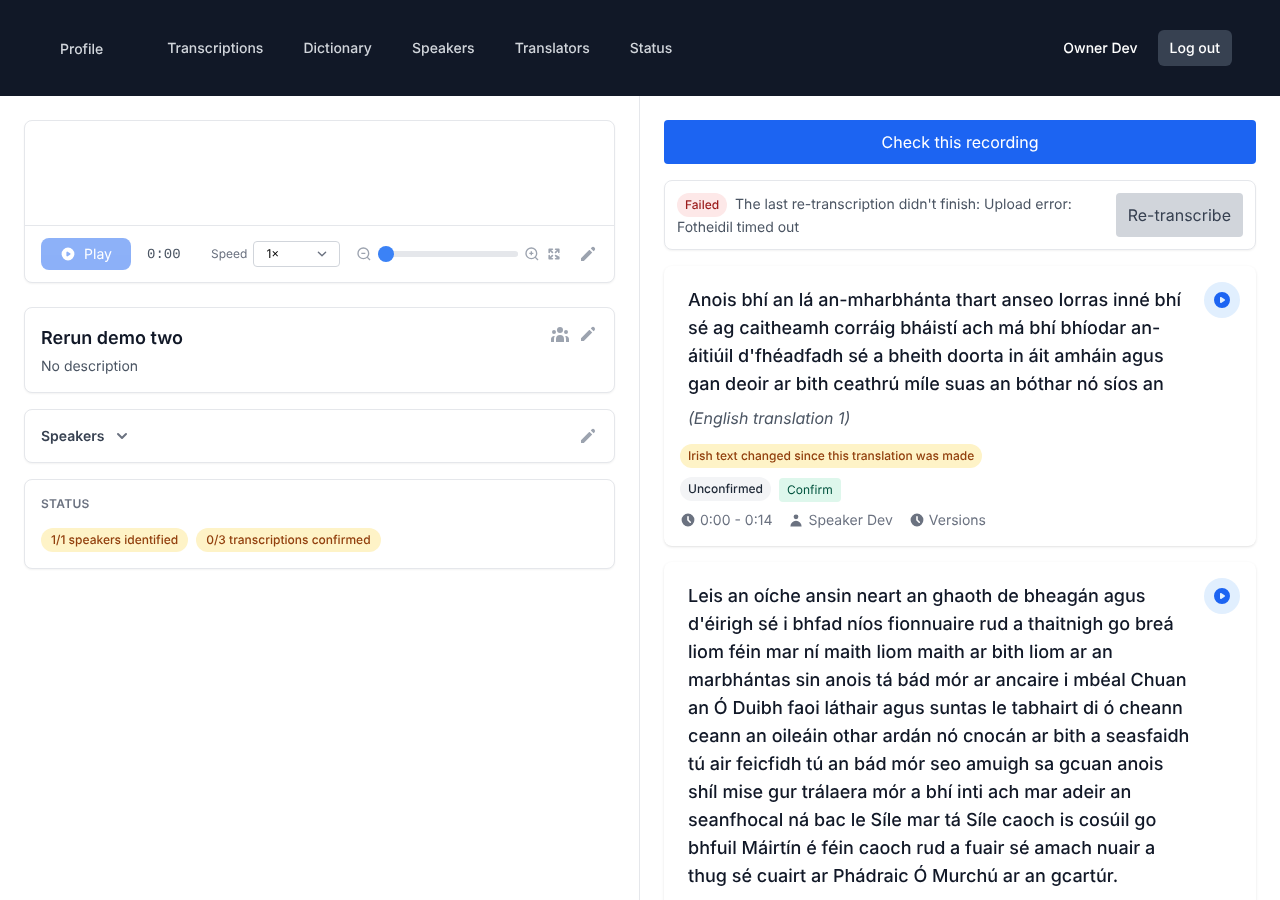 Profile
Transcriptions
Dictionary
Speakers
Translators
Status
Owner Dev
Log out
Play
0:00
Speed
1×
Rerun demo two
No description
Speakers
STATUS
1/1 speakers identified
0/3 transcriptions confirmed
Check this recording
Failed The last re-transcription didn't finish: Upload error:
Fotheidil timed out
Re-transcribe
Anois bhí an lá an-mharbhánta thart anseo Iorras inné bhí
sé ag caitheamh corráig bháistí ach má bhí bhíodar an-
áitiúil d'fhéadfadh sé a bheith doorta in áit amháin agus
gan deoir ar bith ceathrú míle suas an bóthar nó síos an
(English translation 1)
Irish text changed since this translation was made
Unconfirmed
Confirm
0:00 - 0:14
Speaker Dev
Versions
Leis an oíche ansin neart an ghaoth de bheagán agus
d'éirigh sé i bhfad níos fionnuaire rud a thaitnigh go breá
liom féin mar ní maith liom maith ar bith liom ar an
marbhántas sin anois tá bád mór ar ancaire i mbéal Chuan
an Ó Duibh faoi láthair agus suntas le tabhairt di ó cheann
ceann an oileáin othar ardán nó cnocán ar bith a seasfaidh
tú air feicfidh tú an bád mór seo amuigh sa gcuan anois
shíl mise gur trálaera mór a bhí inti ach mar adeir an
seanfhocal ná bac le Síle mar tá Síle caoch is cosúil go
bhfuil Máirtín é féin caoch rud a fuair sé amach nuair a
thug sé cuairt ar Phádraic Ó Murchú ar an gcartúr.